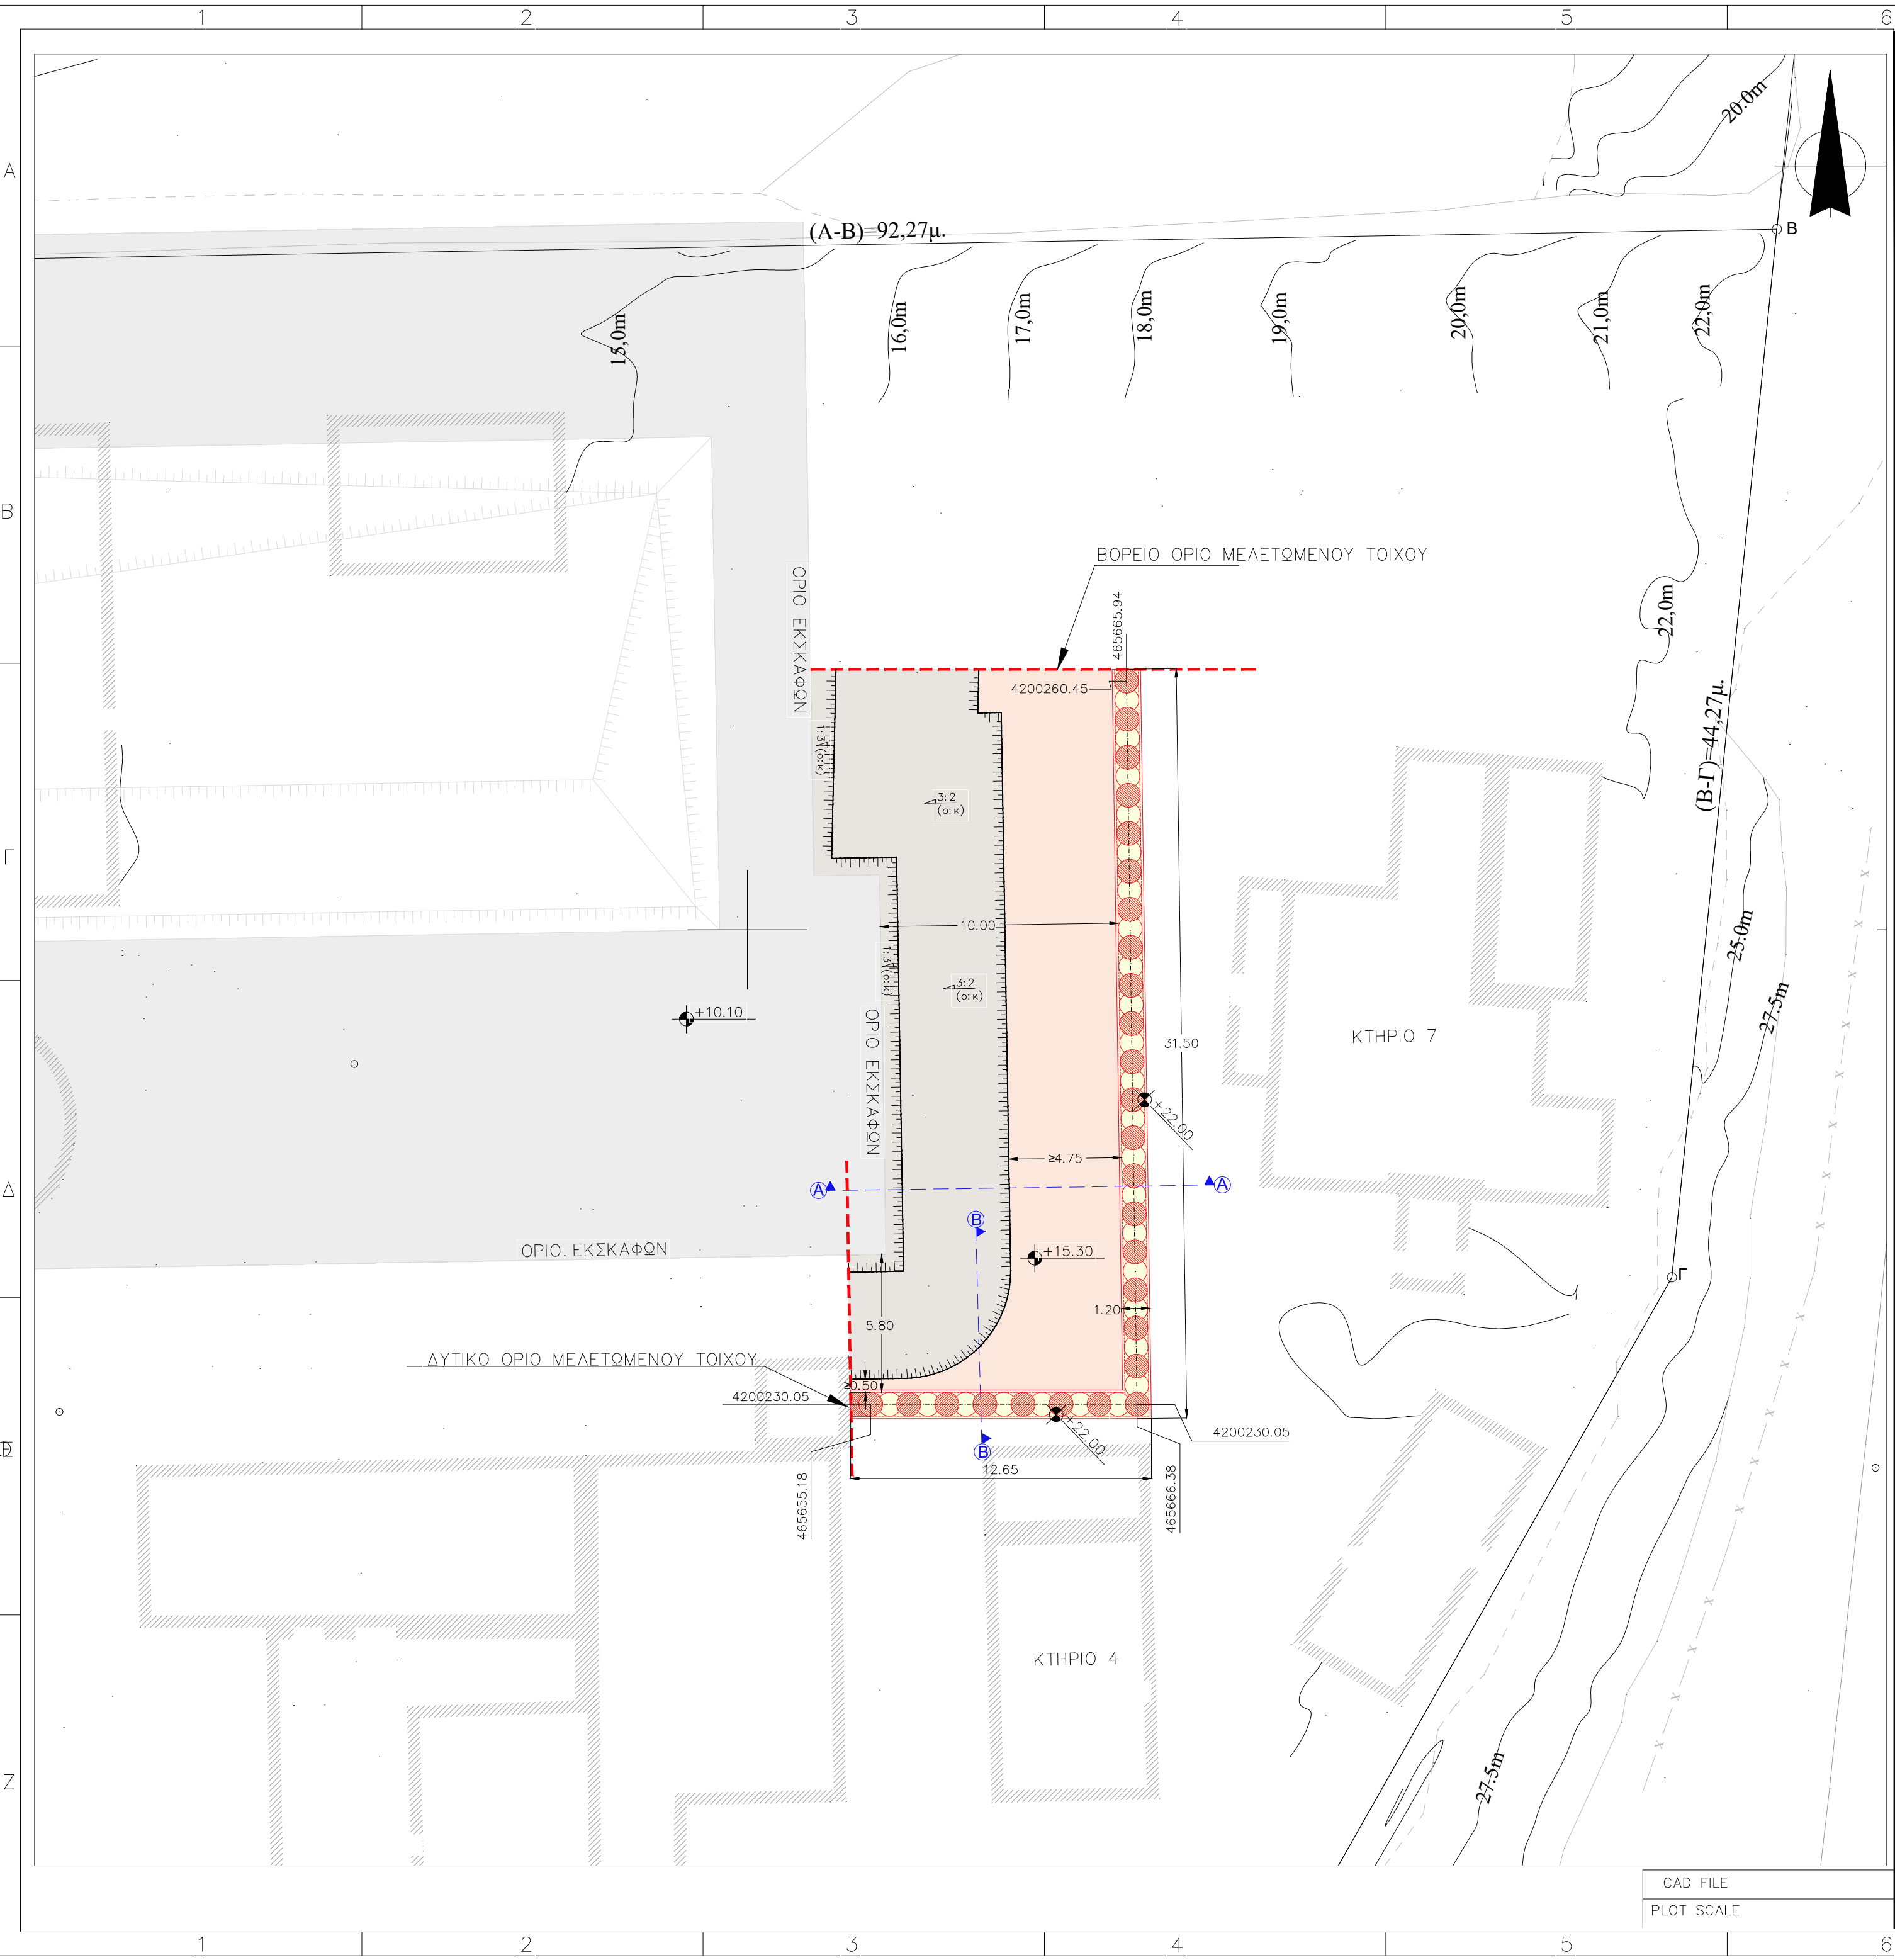 1 2 3 4 5 6
A
B
Γ
Δ
Z
20.0m
(A-B)=92,27μ.
B
15,0m
16,0m
17,0m
18,0m
19,0m
20,0m
21,0m
22,0m
ΒΟΡΕΙΟ ΟΡΙΟ ΜΕΛΕΤΩΜΕΝΟΥ ΤΟΙΧΟΥ
ΟΡΙΟ ΕΚΣΚΑΦΩΝ
465665.94
22,0m
4200260.45
(B-Γ)=44,27μ.
1:3
(ο:κ)
3:2
(ο:κ)
10.00
25.0m
1:3
(ο:κ)
3:2
(ο:κ)
27.5m
+10.10
ΟΡΙΟ ΕΚΣΚΑΦΩΝ
31.50
ΚΤΗΡΙΟ 7
+22.00
≥4.75
A
A
B
ΟΡΙΟ ΕΚΣΚΑΦΩΝ
+15.30
Γ
1.20
5.80
ΔΥΤΙΚΟ ΟΡΙΟ ΜΕΛΕΤΩΜΕΝΟΥ ΤΟΙΧΟΥ
≥0.50
4200230.05
+22.00
4200230.05
B
12.65
465655.18
465666.38
ΚΤΗΡΙΟ 4
27.5m
CAD FILE
PLOT SCALE
1 2 3 4 5 6